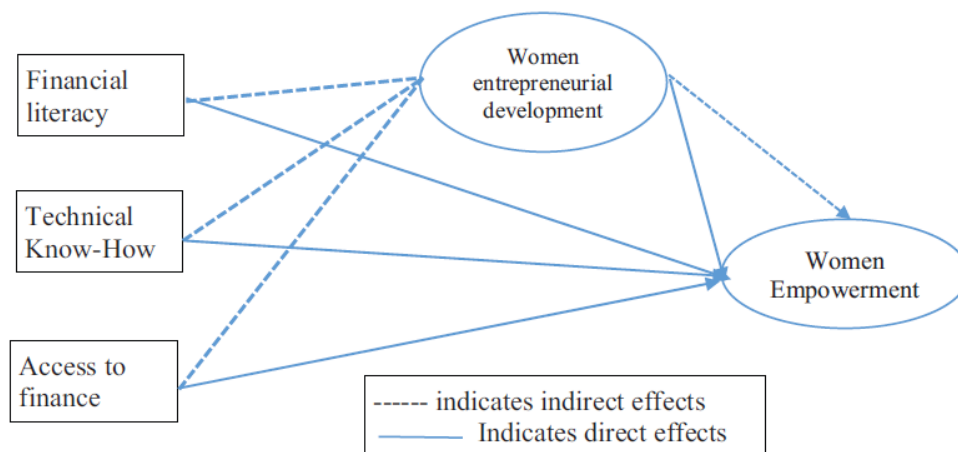 Women
entrepreneurial
development
Financial
literacy
Technical
Know-How
Women
Empowerment
Access to
finance
indicates indirect effects
Indicates direct effects